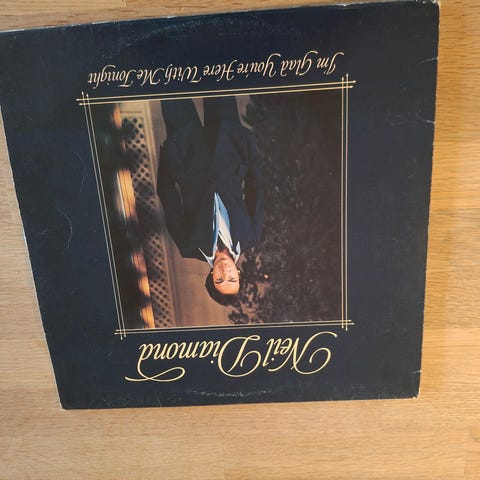 Neil Diamond
I'm Glad You're Here With Me Tonight